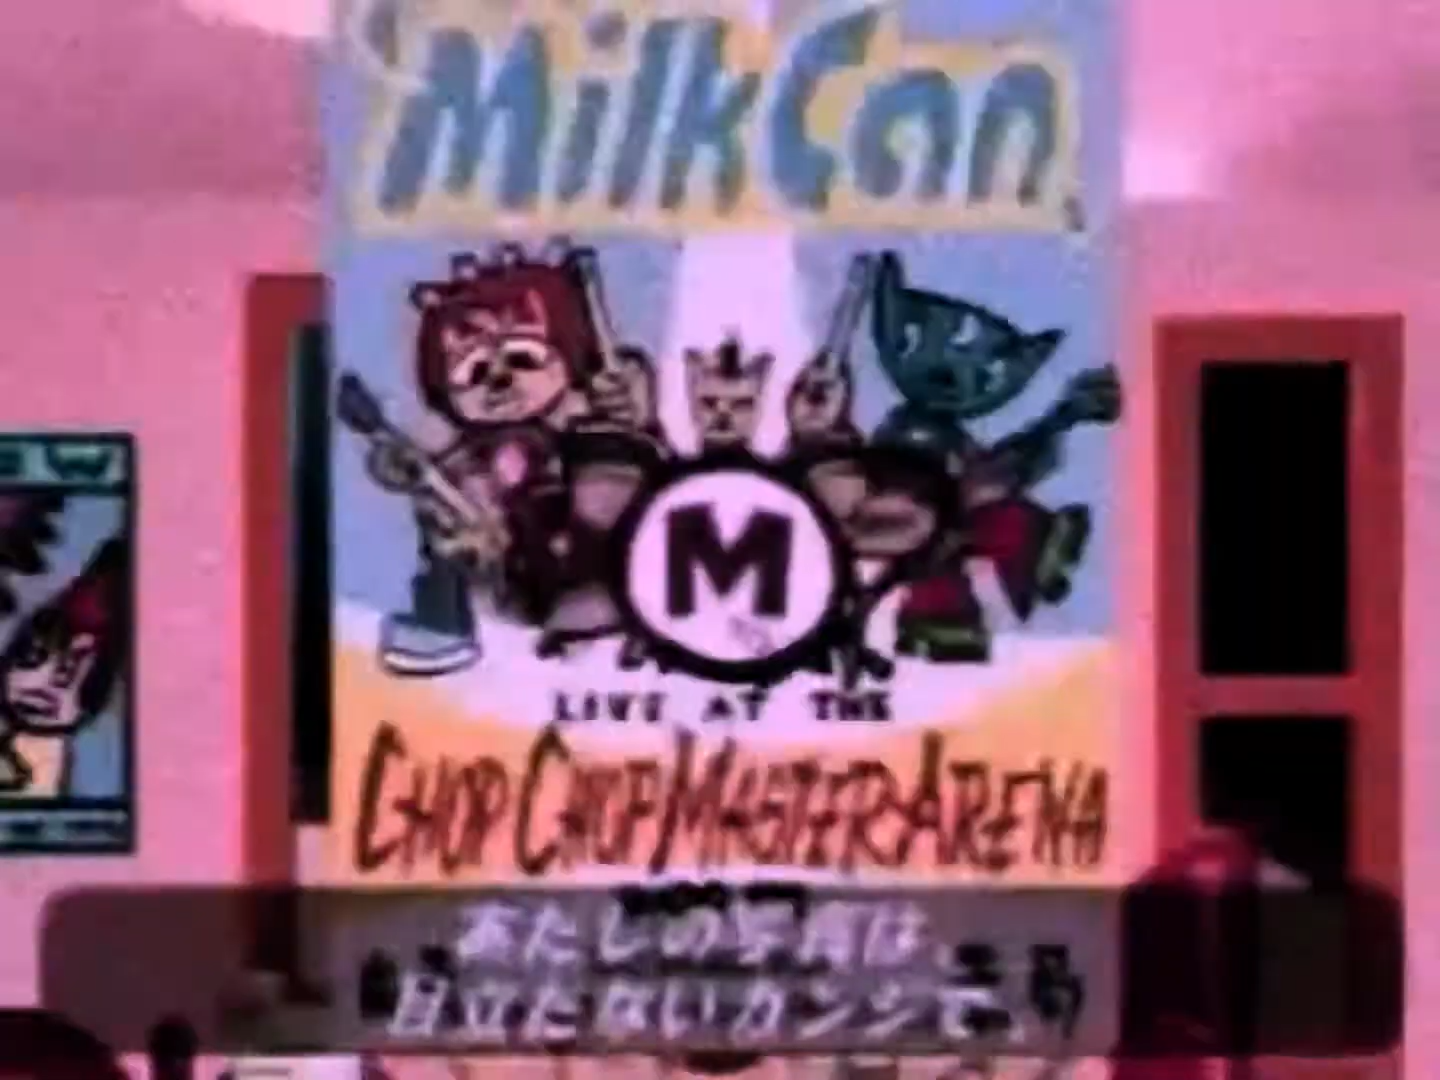 MilkCan
M
LIVE AT THE
CHOP CHOP MASTER ARENA
あたしの写真は、
目立たないカンジで、